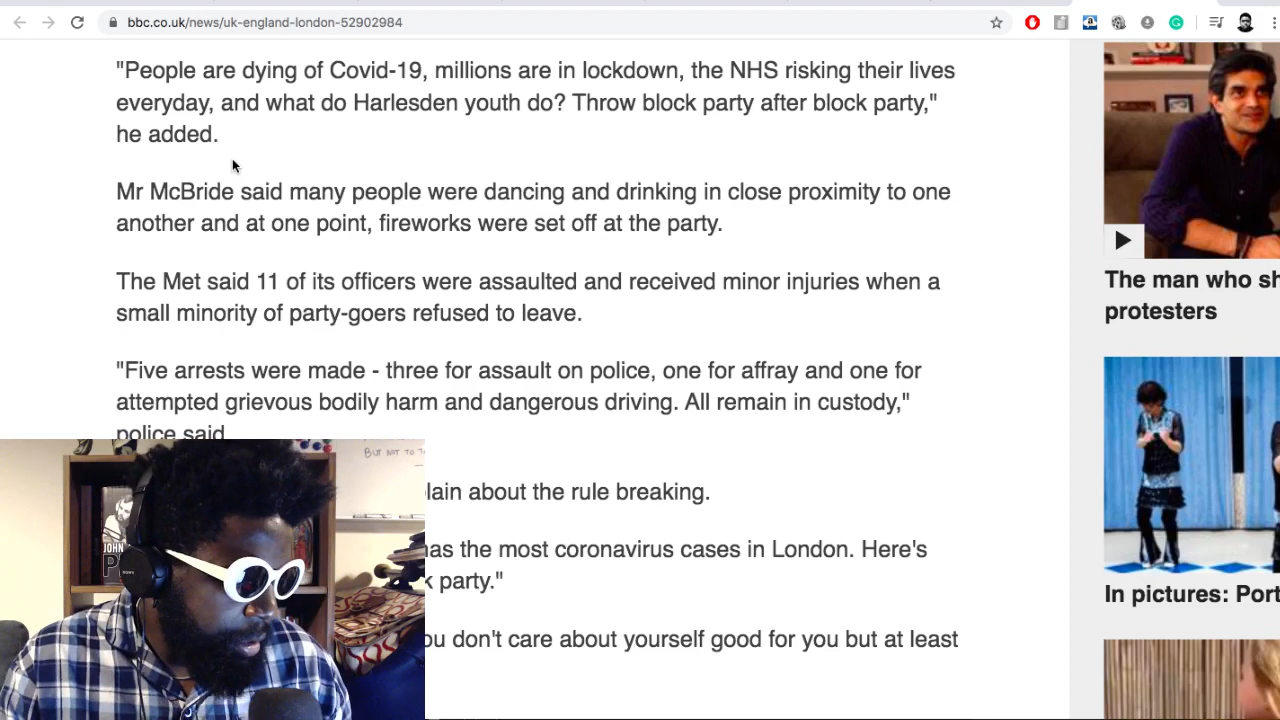 bbc.co.uk/news/uk-england-london-52902984
"People are dying of Covid-19, millions are in lockdown, the NHS risking their lives
everyday, and what do Harlesden youth do? Throw block party after block party,"
he added.
Mr McBride said many people were dancing and drinking in close proximity to one
another and at one point, fireworks were set off at the party.
The Met said 11 of its officers were assaulted and received minor injuries when a
small minority of party-goers refused to leave.
"Five arrests were made - three for assault on police, one for affray and one for
attempted grievous bodily harm and dangerous driving. All remain in custody,"
police said
lain about the rule breaking.
as the most coronavirus cases in London. Here's
k party."
ou don't care about yourself good for you but at least
The man who sh
protesters
In pictures: Port
BUT NOT TO
JOHN